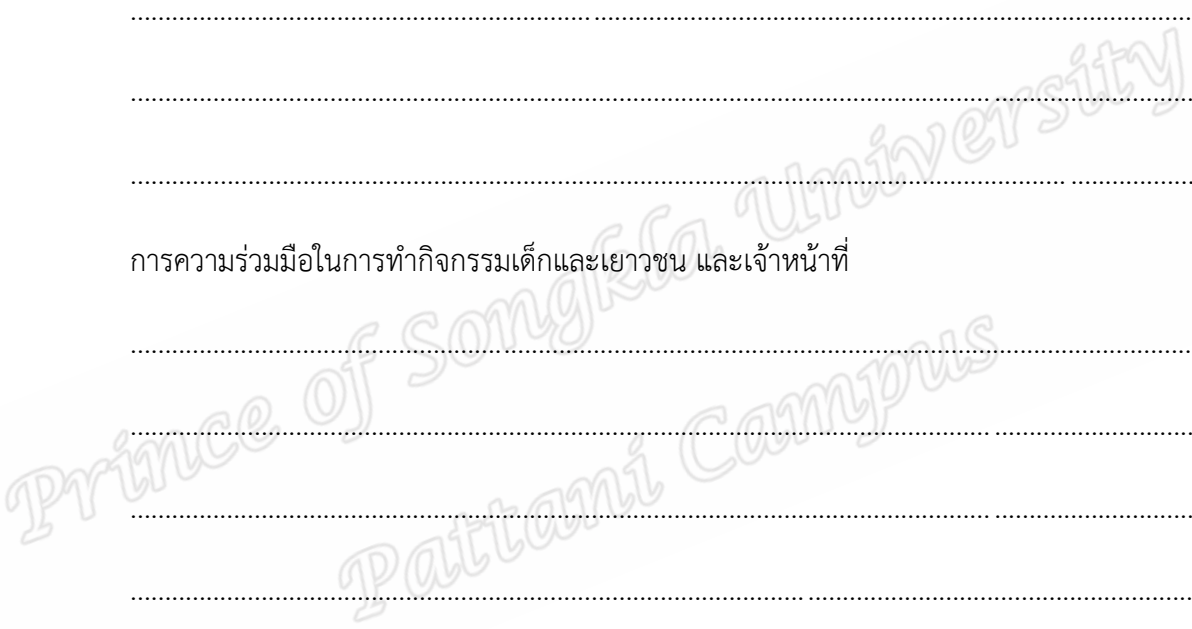 การความร่วมมือในการทำกิจกรรมเด็กและเยาวชน และเจ้าหน้าที่
Prince of Songkla University
Pattani Campus